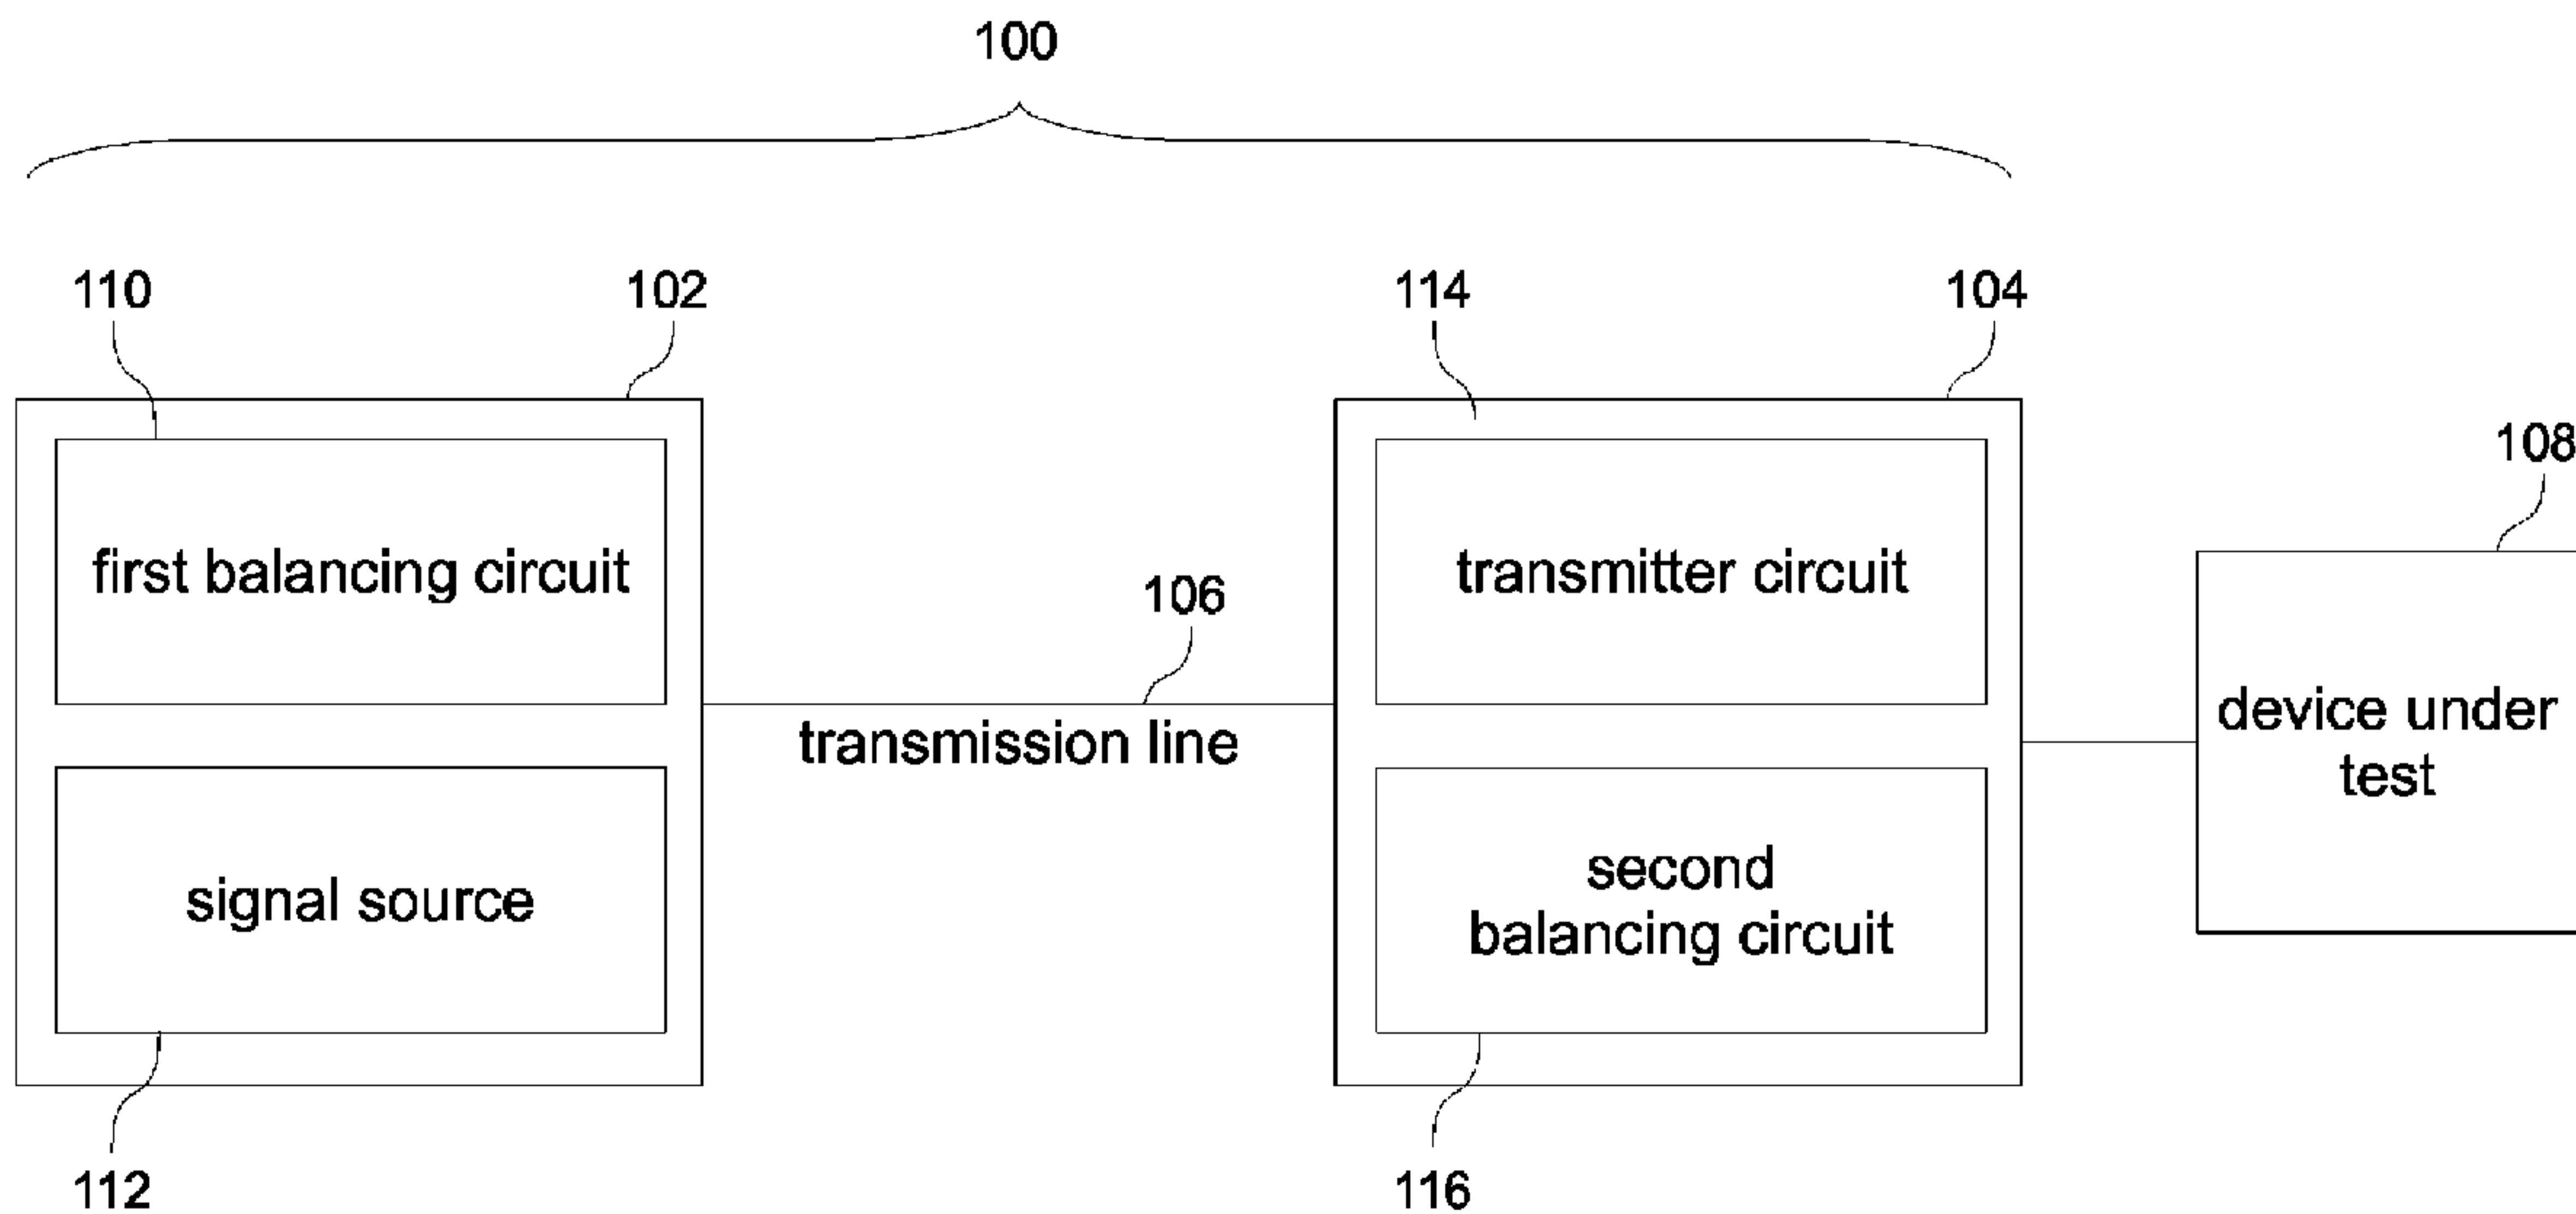 100
110
102
114
104
108
first balancing circuit
106
transmitter circuit
transmission line
device under
test
signal source
second
balancing circuit
112
116